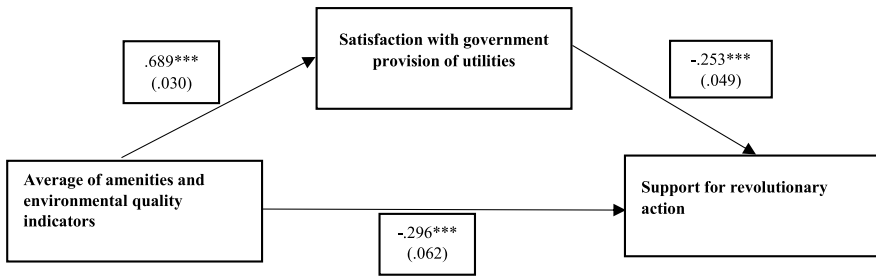 Satisfaction with government
provision of utilities
.689***
(.030)
-.253***
(.049)
Average of amenities and
environmental quality
indicators
Support for revolutionary
action
-.296***
(.062)